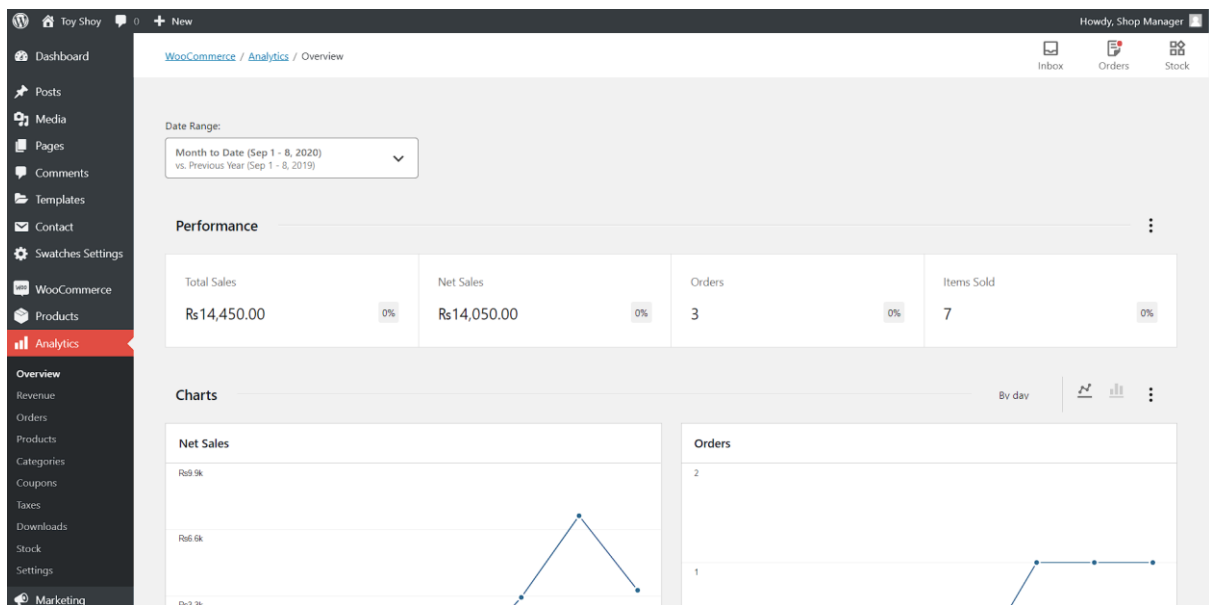 Toy Shoy
0
New
Howdy, Shop Manager
Dashboard
Posts
Media
Pages
Comments
Templates
Contact
Swatches Settings
WooCommerce
Products
Analytics
Overview
Revenue
Orders
Products
Categories
Coupons
Taxes
Downloads
Stock
Settings
Marketing
WooCommerce / Analytics / Overview
Inbox
Orders
Stock
Date Range:
Month to Date (Sep 1 - 8, 2020)
vs. Previous Year (Sep 1 - 8, 2019)
Performance
Total Sales
₨14,450.00
0%
Net Sales
₨14,050.00
0%
Orders
3
0%
Items Sold
7
0%
Charts
By day
Net Sales
₨9.9k
₨6.6k
₨3.3k
Orders
2
1